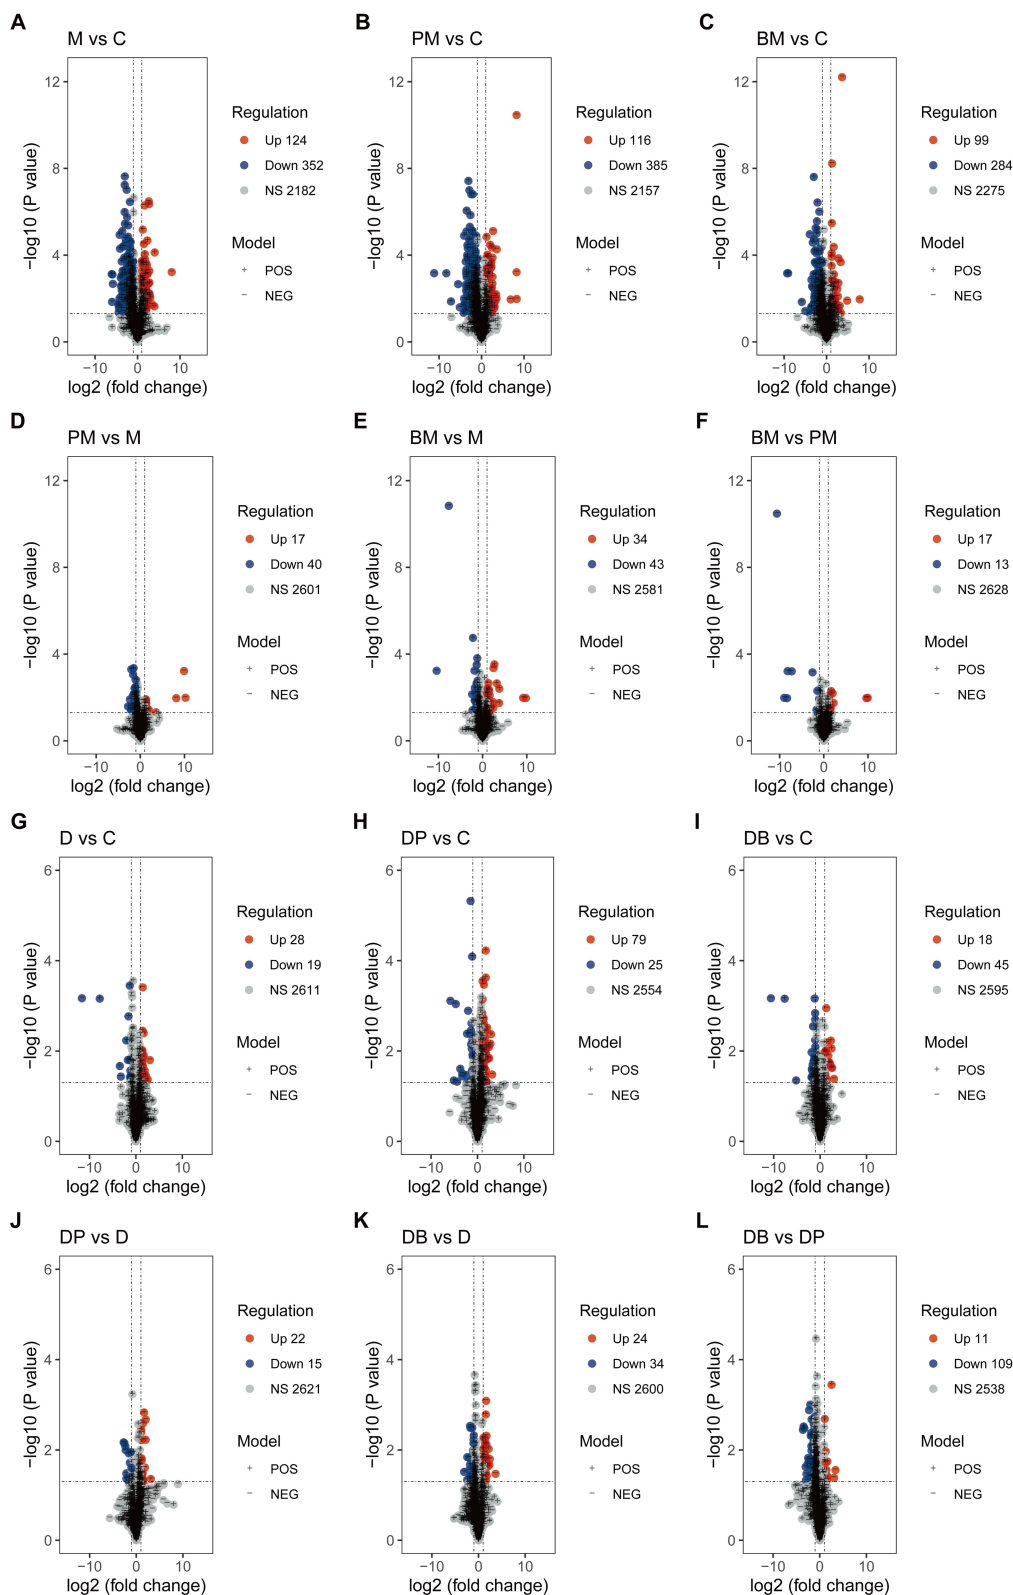 A
M vs C
−log10 (P value)
12
8
4
0
−10
0
10
log2 (fold change)
Regulation
Up 124
Down 352
NS 2182
Model
+ POS
− NEG
B
PM vs C
−log10 (P value)
12
8
4
0
−10
0
10
log2 (fold change)
Regulation
Up 116
Down 385
NS 2157
Model
+ POS
− NEG
C
BM vs C
−log10 (P value)
12
8
4
0
−10
0
10
log2 (fold change)
Regulation
Up 99
Down 284
NS 2275
Model
+ POS
− NEG
D
PM vs M
−log10 (P value)
12
8
4
0
−10
0
10
log2 (fold change)
Regulation
Up 17
Down 40
NS 2601
Model
+ POS
− NEG
E
BM vs M
−log10 (P value)
12
8
4
0
−10
0
10
log2 (fold change)
Regulation
Up 34
Down 43
NS 2581
Model
+ POS
− NEG
F
BM vs PM
−log10 (P value)
12
8
4
0
−10
0
10
log2 (fold change)
Regulation
Up 17
Down 13
NS 2628
Model
+ POS
− NEG
G
D vs C
−log10 (P value)
6
4
2
0
−10
0
10
log2 (fold change)
Regulation
Up 28
Down 19
NS 2611
Model
+ POS
− NEG
H
DP vs C
−log10 (P value)
6
4
2
0
−10
0
10
log2 (fold change)
Regulation
Up 79
Down 25
NS 2554
Model
+ POS
− NEG
I
DB vs C
−log10 (P value)
6
4
2
0
−10
0
10
log2 (fold change)
Regulation
Up 18
Down 45
NS 2595
Model
+ POS
− NEG
J
DP vs D
−log10 (P value)
6
4
2
0
−10
0
10
log2 (fold change)
Regulation
Up 22
Down 15
NS 2621
Model
+ POS
− NEG
K
DB vs D
−log10 (P value)
6
4
2
0
−10
0
10
log2 (fold change)
Regulation
Up 24
Down 34
NS 2600
Model
+ POS
− NEG
L
DB vs DP
−log10 (P value)
6
4
2
0
−10
0
10
log2 (fold change)
Regulation
Up 11
Down 109
NS 2538
Model
+ POS
− NEG